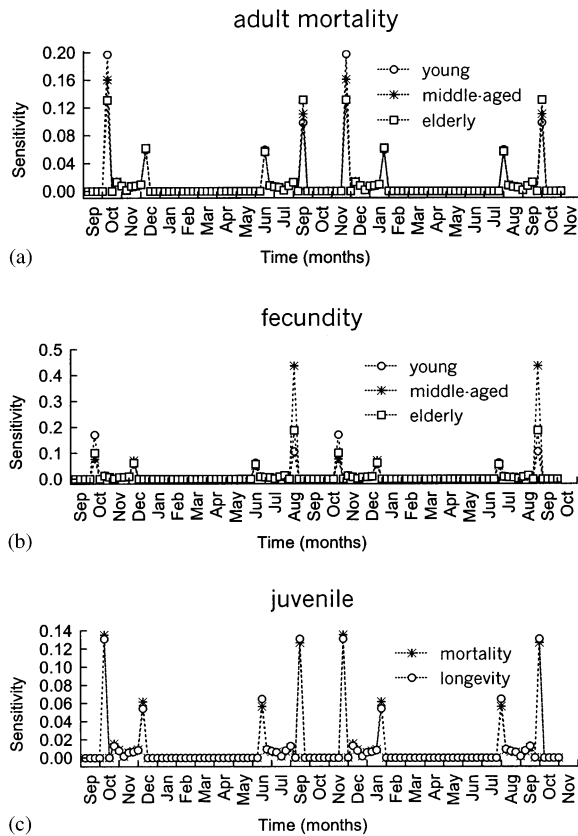 adult mortality
0.20
0.16
0.12
0.08
0.04
0.00
Sensitivity
young
middle-aged
elderly
Sep Oct Nov Dec Jan Feb Mar Apr May Jun Jul Sep Oct Nov Dec Jan Feb Mar Apr May Jun Jul Aug Sep Oct Nov
(a)
Time (months)
fecundity
0.5
0.4
0.3
0.2
0.1
0.0
Sensitivity
young
middle-aged
elderly
Sep Oct Nov Dec Jan Feb Mar Apr May Jun Jul Aug Sep Oct Nov Dec Jan Feb Mar Apr May Jun Jul Aug Sep Oct
(b)
Time (months)
juvenile
0.14
0.12
0.10
0.08
0.06
0.04
0.02
0.00
Sensitivity
mortality
longevity
Sep Oct Nov Dec Jan Feb Mar Apr May Jun Jul Sep Oct Nov Dec Jan Feb Mar Apr May Jun Jul Aug Sep Oct Nov
(c)
Time (months)